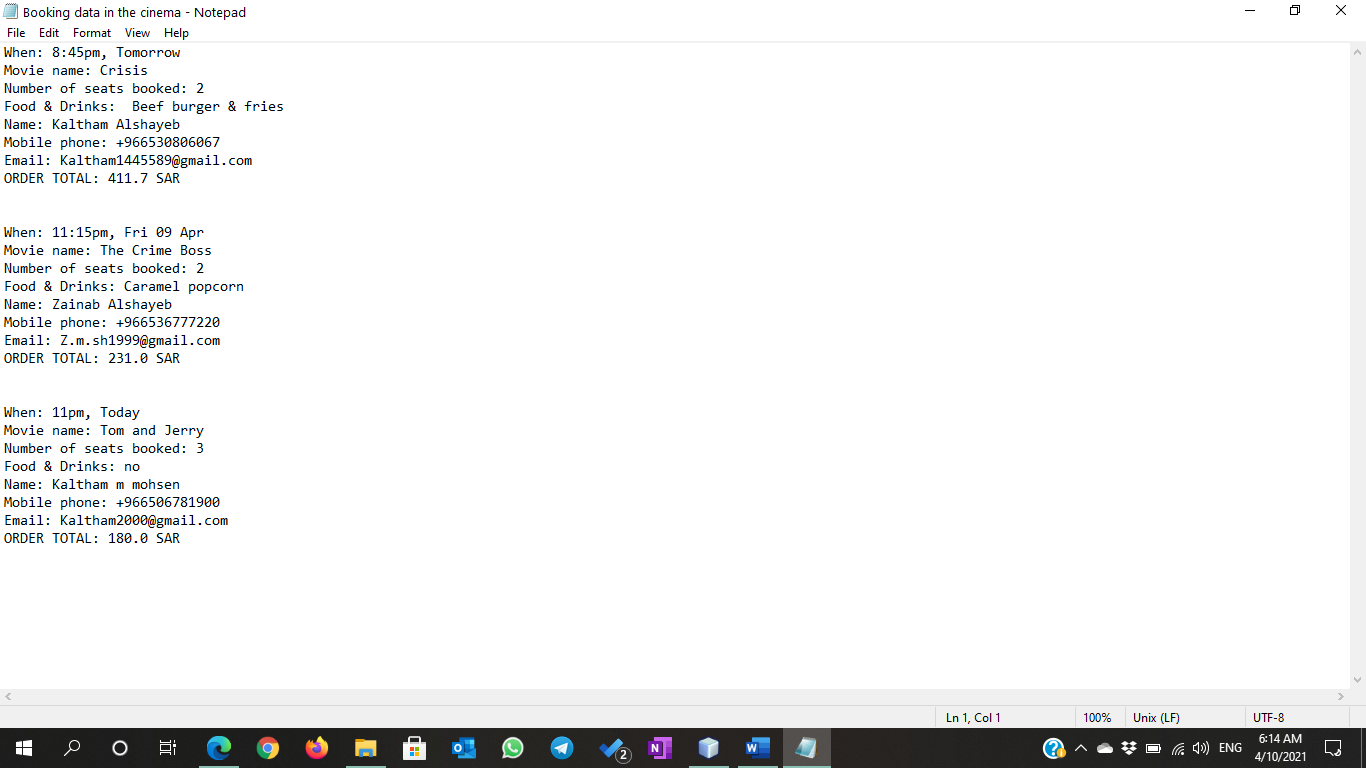 Booking data in the cinema - Notepad
File Edit Format View Help
When: 8:45pm, Tomorrow
Movie name: Crisis
Number of seats booked: 2
Food & Drinks:  Beef burger & fries
Name: Kaltham Alshayeb
Mobile phone: +966530806067
Email: Kaltham1445589@gmail.com
ORDER TOTAL: 411.7 SAR
When: 11:15pm, Fri 09 Apr
Movie name: The Crime Boss
Number of seats booked: 2
Food & Drinks: Caramel popcorn
Name: Zainab Alshayeb
Mobile phone: +966536777220
Email: Z.m.sh1999@gmail.com
ORDER TOTAL: 231.0 SAR
When: 11pm, Today
Movie name: Tom and Jerry
Number of seats booked: 3
Food & Drinks: no
Name: Kaltham m mohsen
Mobile phone: +966506781900
Email: Kaltham2000@gmail.com
ORDER TOTAL: 180.0 SAR
Ln 1, Col 1 100% Unix (LF) UTF-8
2 ENG 6:14 AM
4/10/2021